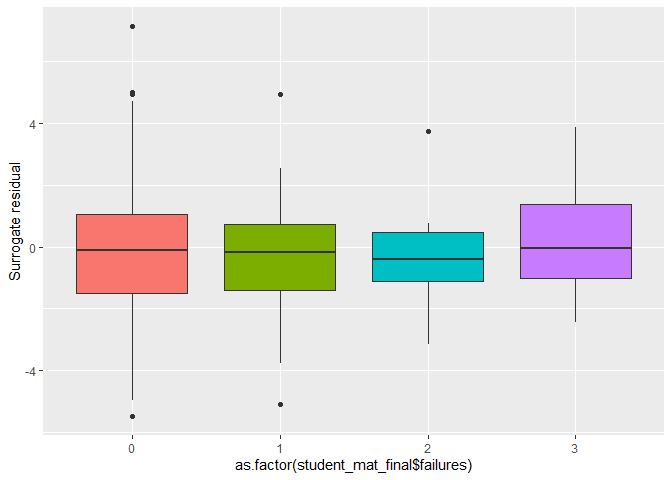 Surrogate residual
4
0
-4
0 1 2 3
as.factor(student_mat_final$failures)